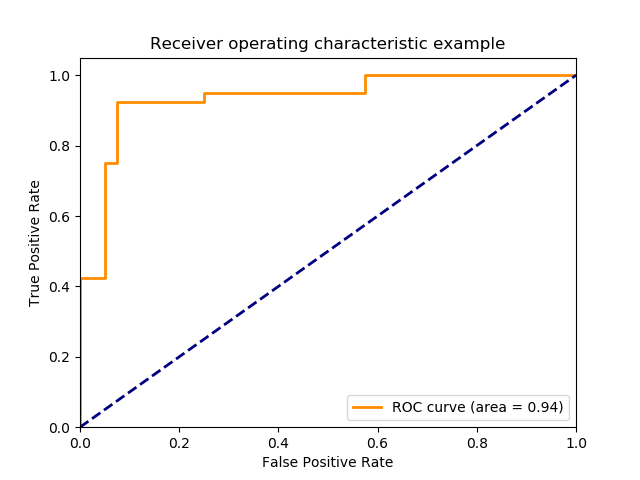 Receiver operating characteristic example
1.0
0.8
0.6
0.4
0.2
0.0
True Positive Rate
ROC curve (area = 0.94)
0.0 0.2 0.4 0.6 0.8 1.0
False Positive Rate